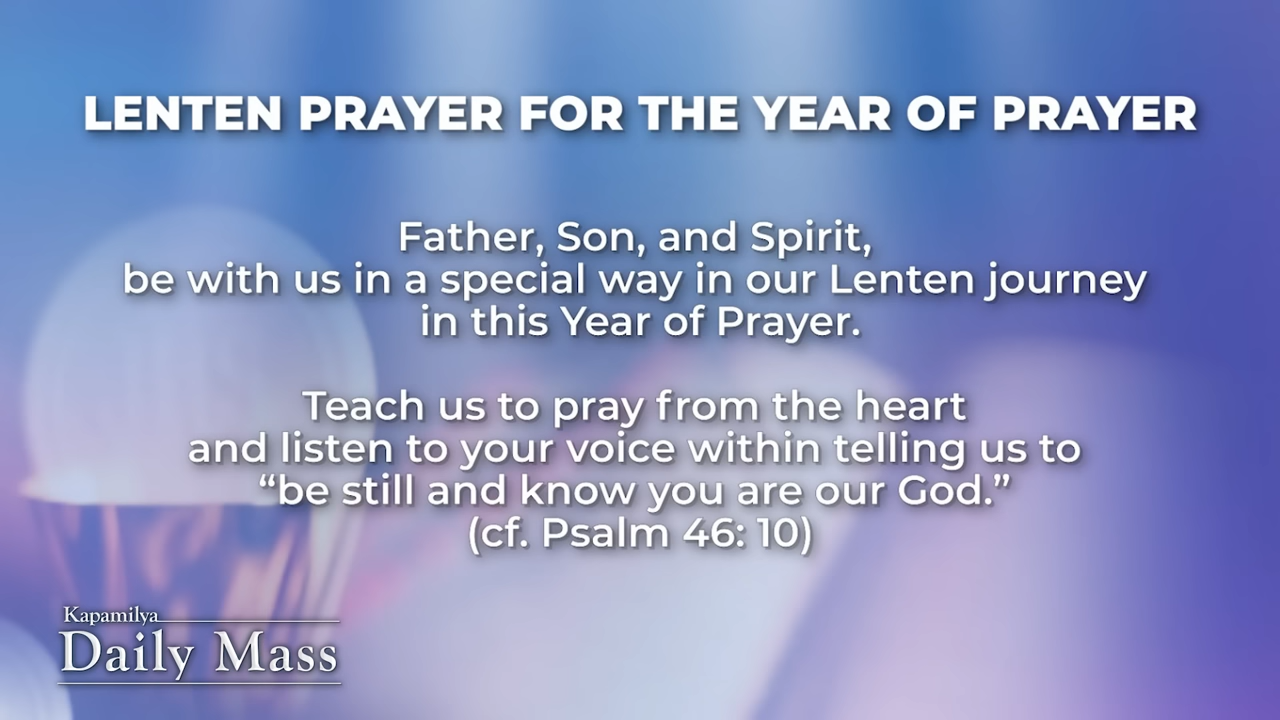 LENTEN PRAYER FOR THE YEAR OF PRAYER
Father, Son, and Spirit,
be with us in a special way in our Lenten journey
in this Year of Prayer.
Teach us to pray from the heart
and listen to your voice within telling us to
“be still and know you are our God.”
(cf. Psalm 46: 10)
Kapamilya
Daily Mass